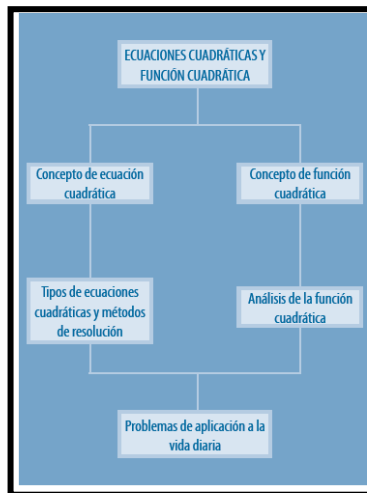 ECUACIONES CUADRÁTICAS Y
FUNCIÓN CUADRÁTICA
Concepto de ecuación
cuadrática
Concepto de función
cuadrática
Tipos de ecuaciones
cuadráticas y métodos
de resolución
Análisis de la función
cuadrática
Problemas de aplicación a la
vida diaria